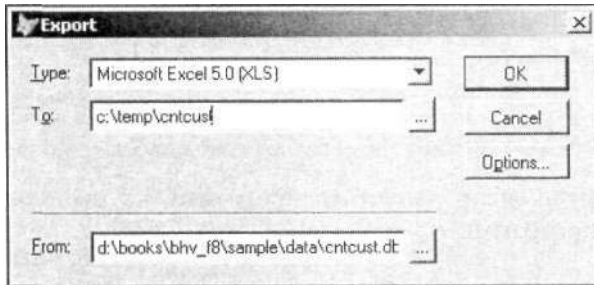 Export
Type: Microsoft Excel 5.0 (XLS) OK
To: c:\temp\cntcust ... Cancel
Options...
From: d:\books\bhv_f8\sample\data\cntcust.db ...